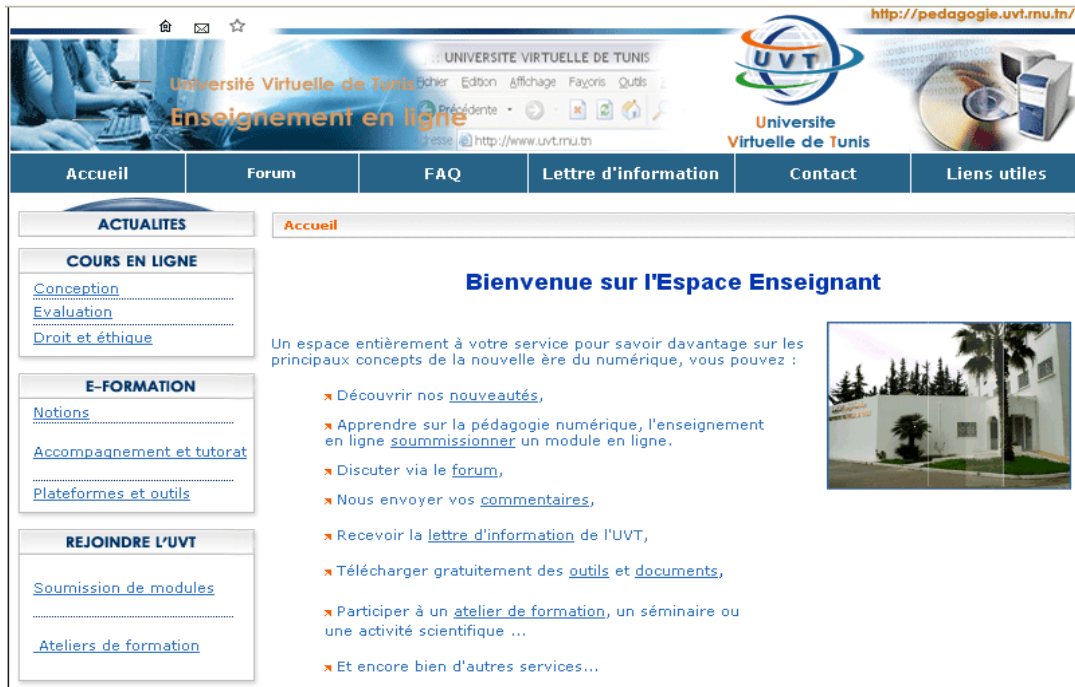 http://pedagogie.uvt.rnu.tn/
:: UNIVERSITE VIRTUELLE DE TUNIS
Université Virtuelle de Tunis
Fichier Edition Affichage Favoris Outils
Enseignement en ligne
Précédente
http://www.uvt.rnu.tn
UVT
Universite
Virtuelle de Tunis
Accueil Forum FAQ Lettre d'information Contact Liens utiles
ACTUALITES
COURS EN LIGNE
Conception
Evaluation
Droit et éthique
E-FORMATION
Notions
Accompagnement et tutorat
Plateformes et outils
REJOINDRE L'UVT
Soumission de modules
Ateliers de formation
Accueil
Bienvenue sur l'Espace Enseignant
Un espace entièrement à votre service pour savoir davantage sur les
principaux concepts de la nouvelle ère du numérique, vous pouvez :
Découvrir nos nouveautés,
Apprendre sur la pédagogie numérique, l'enseignement
en ligne soummissionner un module en ligne.
Discuter via le forum,
Nous envoyer vos commentaires,
Recevoir la lettre d'information de l'UVT,
Télécharger gratuitement des outils et documents,
Participer à un atelier de formation, un séminaire ou
une activité scientifique ...
Et encore bien d'autres services...